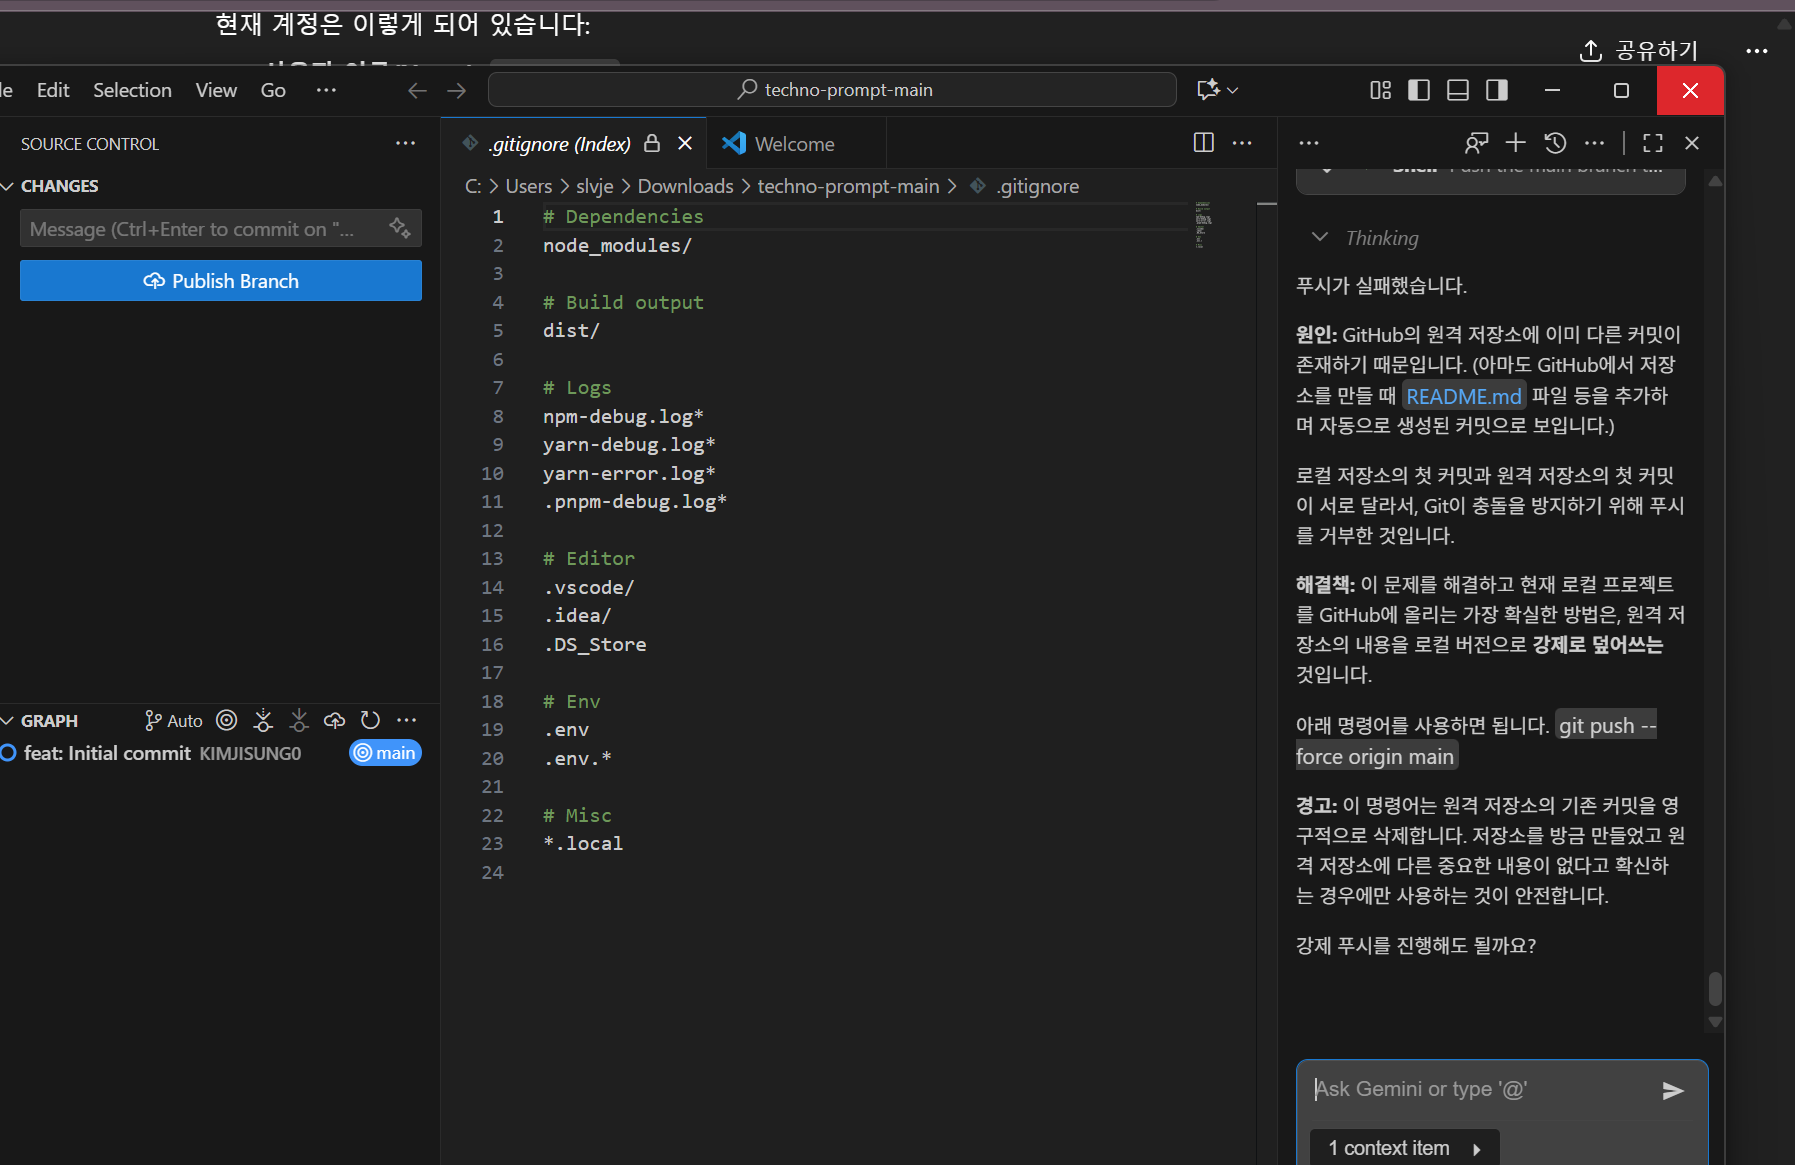 현재 계정은 이렇게 되어 있습니다:
공유하기
Edit Selection View Go
techno-prompt-main
SOURCE CONTROL
CHANGES
Message (Ctrl+Enter to commit on "...
Publish Branch
GRAPH
Auto
feat: Initial commit KIMJISUNG0
main
.gitignore (Index)
Welcome
C: > Users > slvje > Downloads > techno-prompt-main > .gitignore
1 # Dependencies
2 node_modules/
3
4 # Build output
5 dist/
6
7 # Logs
8 npm-debug.log*
9 yarn-debug.log*
10 yarn-error.log*
11 .pnpm-debug.log*
12
13 # Editor
14 .vscode/
15 .idea/
16 .DS_Store
17
18 # Env
19 .env
20 .env.*
21
22 # Misc
23 *.local
24
Shell Push the main branch t...
Thinking
푸시가 실패했습니다.
원인: GitHub의 원격 저장소에 이미 다른 커밋이
존재하기 때문입니다. (아마도 GitHub에서 저장
소를 만들 때 README.md 파일 등을 추가하
며 자동으로 생성된 커밋으로 보입니다.)
로컬 저장소의 첫 커밋과 원격 저장소의 첫 커밋
이 서로 달라서, Git이 충돌을 방지하기 위해 푸시
를 거부한 것입니다.
해결책: 이 문제를 해결하고 현재 로컬 프로젝트
를 GitHub에 올리는 가장 확실한 방법은, 원격 저
장소의 내용을 로컬 버전으로 강제로 덮어쓰는
것입니다.
아래 명령어를 사용하면 됩니다. git push --
force origin main
경고: 이 명령어는 원격 저장소의 기존 커밋을 영
구적으로 삭제합니다. 저장소를 방금 만들었고 원
격 저장소에 다른 중요한 내용이 없다고 확신하
는 경우에만 사용하는 것이 안전합니다.
강제 푸시를 진행해도 될까요?
Ask Gemini or type '@'
1 context item